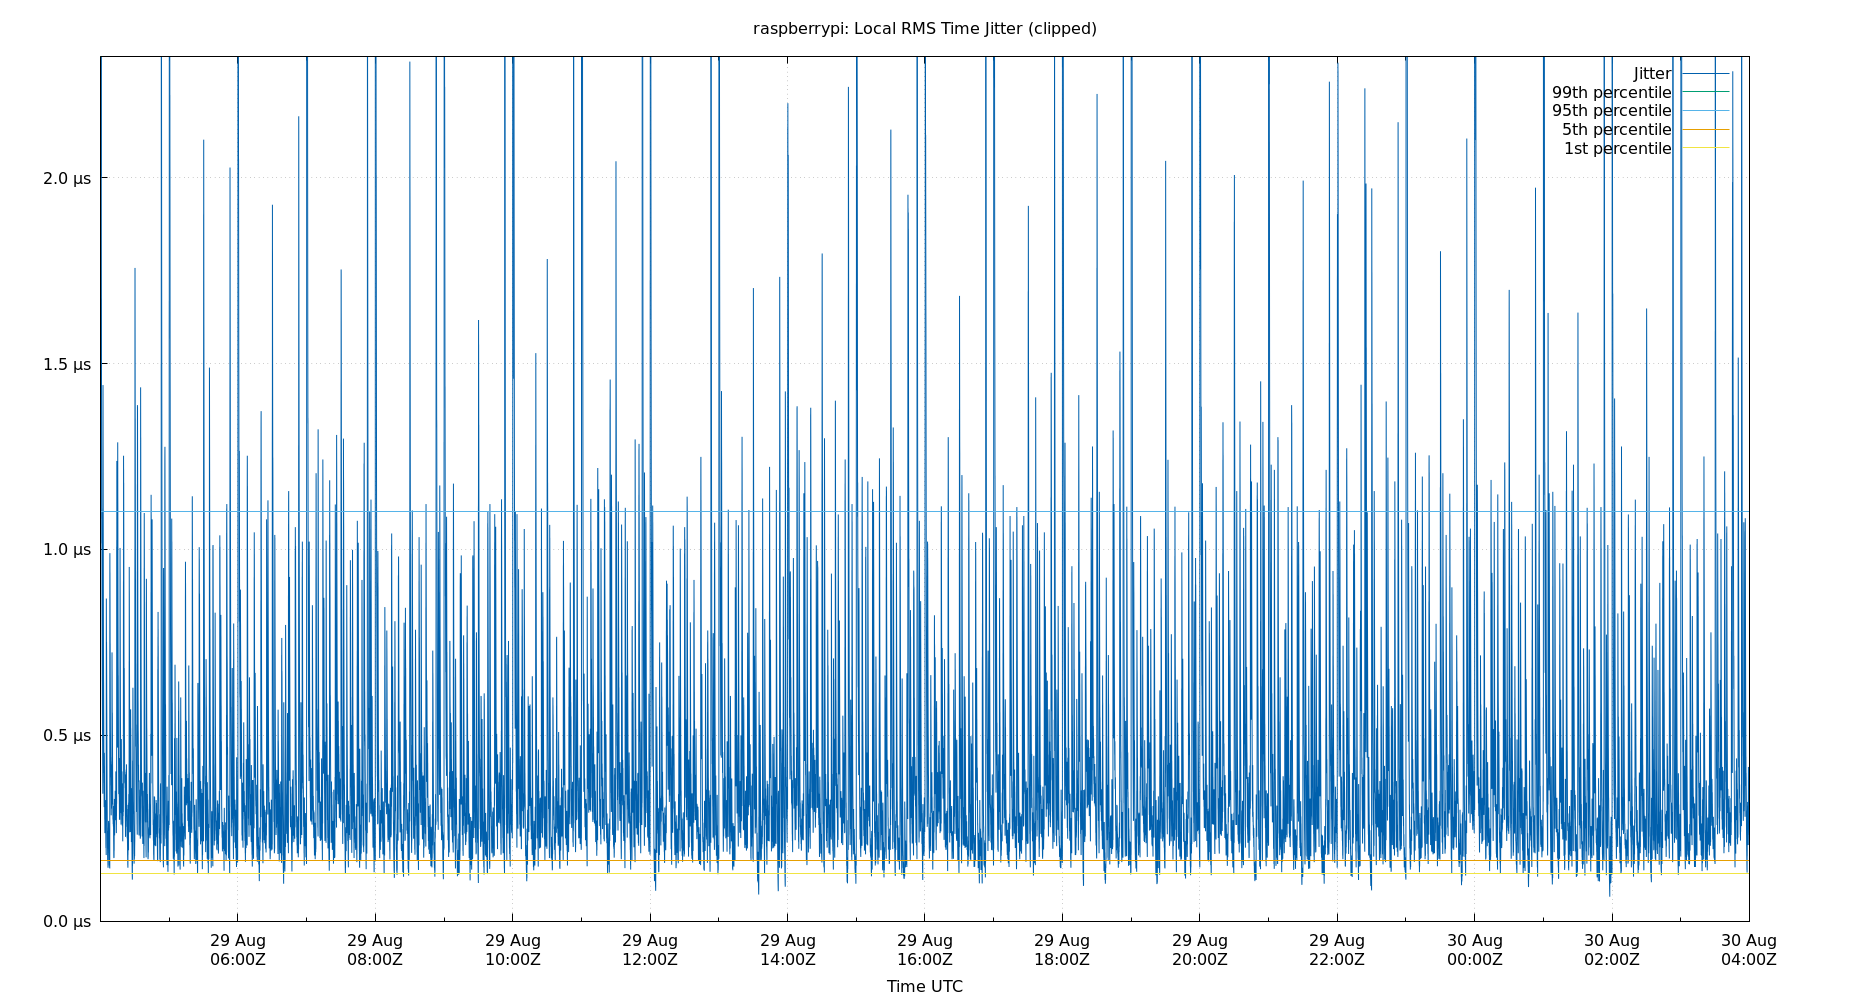 raspberrypi: Local RMS Time Jitter (clipped)
Jitter
99th percentile
95th percentile
5th percentile
1st percentile
2.0 µs
1.5 µs
1.0 µs
0.5 µs
0.0 µs
29 Aug 29 Aug 29 Aug 29 Aug 29 Aug 29 Aug 29 Aug 29 Aug 29 Aug 30 Aug 30 Aug 30 Aug
06:00Z 08:00Z 10:00Z 12:00Z 14:00Z 16:00Z 18:00Z 20:00Z 22:00Z 00:00Z 02:00Z 04:00Z
Time UTC